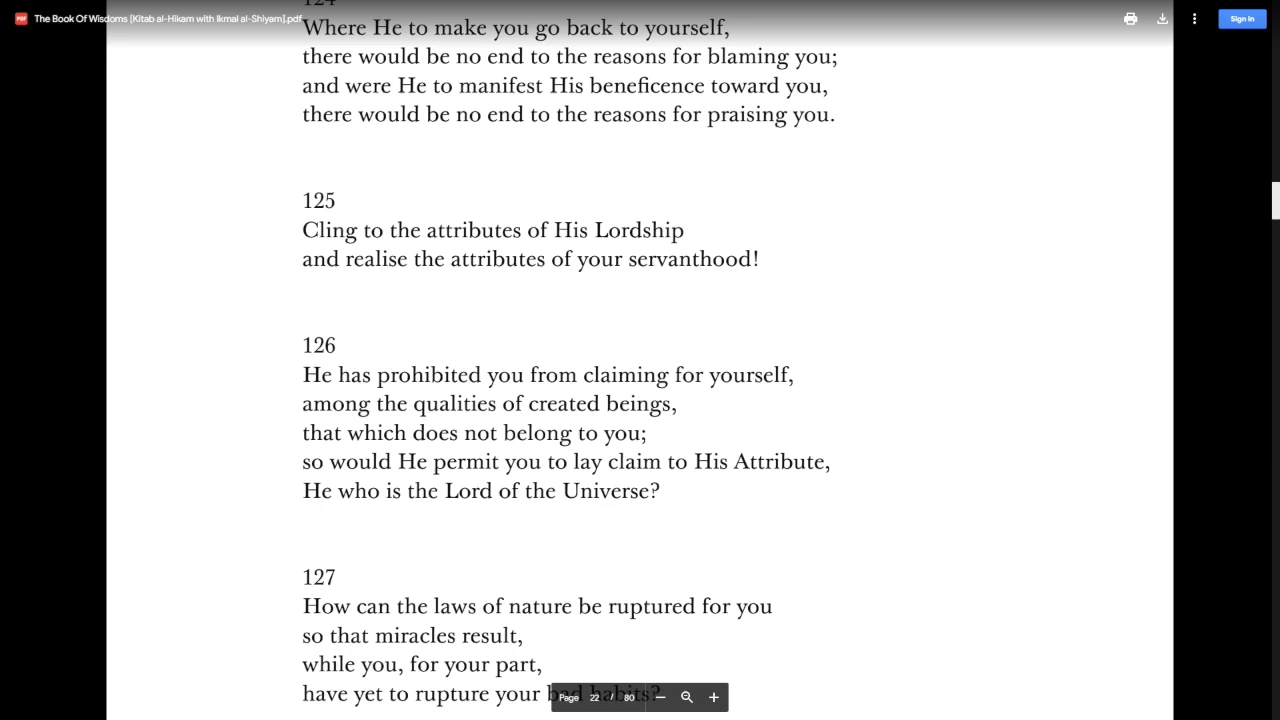 124
The Book Of Wisdoms [Kitab al-Hikam with Ikmal al-Shiyam].pdf
Sign in
Where He to make you go back to yourself,
there would be no end to the reasons for blaming you;
and were He to manifest His beneficence toward you,
there would be no end to the reasons for praising you.
125
Cling to the attributes of His Lordship
and realise the attributes of your servanthood!
126
He has prohibited you from claiming for yourself,
among the qualities of created beings,
that which does not belong to you;
so would He permit you to lay claim to His Attribute,
He who is the Lord of the Universe?
127
How can the laws of nature be ruptured for you
so that miracles result,
while you, for your part,
have yet to rupture your bad habits?
Page 22 / 80